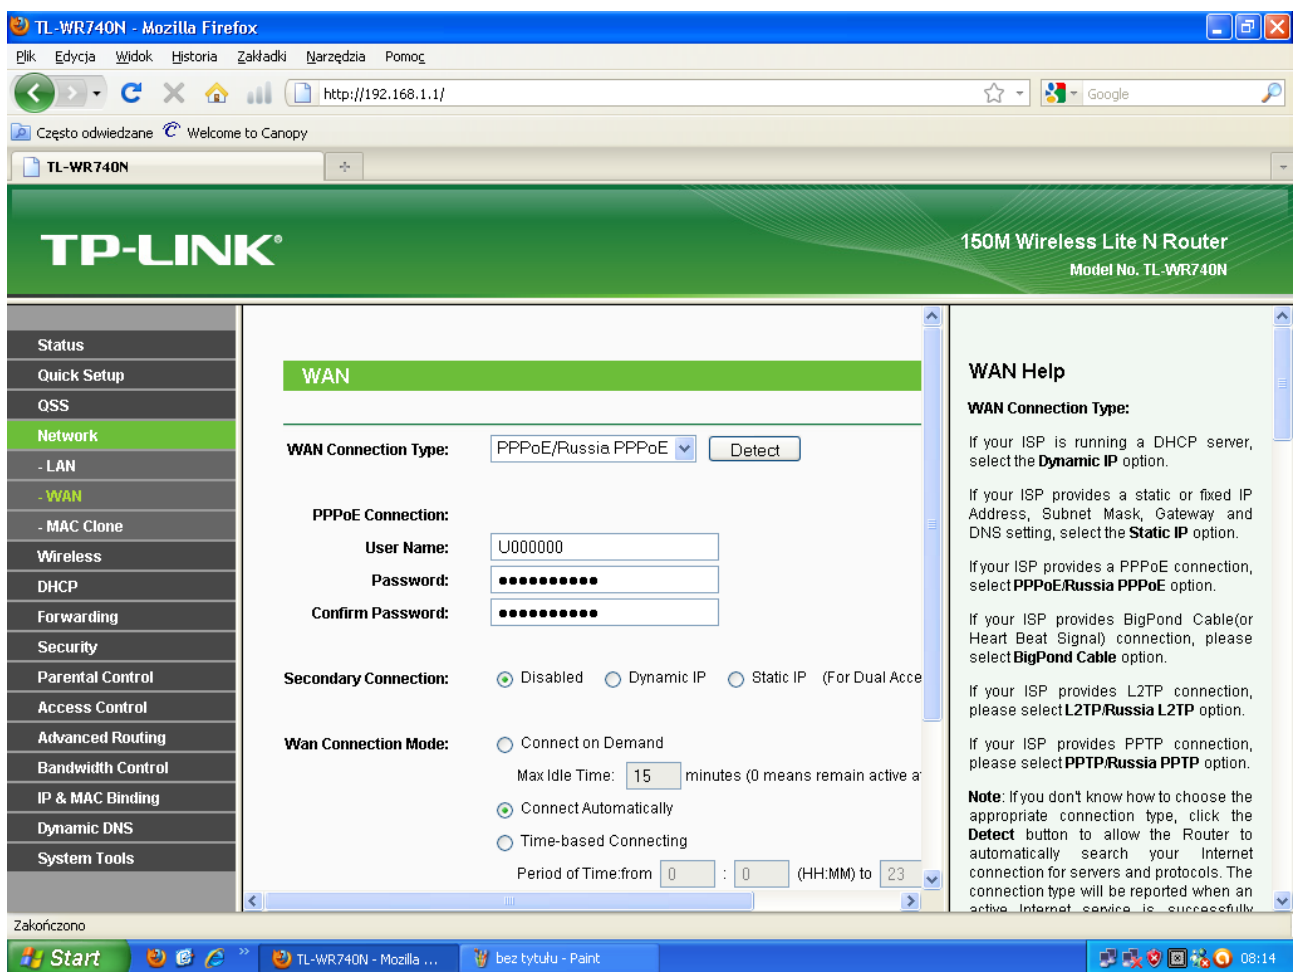 TL-WR740N - Mozilla Firefox
Plik Edycja Widok Historia Zakładki Narzędzia Pomoc
http://192.168.1.1/
Google
Często odwiedzane Welcome to Canopy
TL-WR740N
TP-LINK®
150M Wireless Lite N Router
Model No. TL-WR740N
Status
Quick Setup
QSS
Network
- LAN
- WAN
- MAC Clone
Wireless
DHCP
Forwarding
Security
Parental Control
Access Control
Advanced Routing
Bandwidth Control
IP & MAC Binding
Dynamic DNS
System Tools
WAN
WAN Connection Type: PPPoE/Russia PPPoE Detect
PPPoE Connection:
User Name: U000000
Password: ●●●●●●●●●●
Confirm Password: ●●●●●●●●●●
Secondary Connection: Disabled Dynamic IP Static IP (For Dual Acce
Wan Connection Mode: Connect on Demand
Max Idle Time: 15 minutes (0 means remain active a
Connect Automatically
Time-based Connecting
Period of Time:from 0 : 0 (HH:MM) to 23
WAN Help
WAN Connection Type:
If your ISP is running a DHCP server,
select the Dynamic IP option.
If your ISP provides a static or fixed IP
Address, Subnet Mask, Gateway and
DNS setting, select the Static IP option.
If your ISP provides a PPPoE connection,
select PPPoE/Russia PPPoE option.
If your ISP provides BigPond Cable(or
Heart Beat Signal) connection, please
select BigPond Cable option.
If your ISP provides L2TP connection,
please select L2TP/Russia L2TP option.
If your ISP provides PPTP connection,
please select PPTP/Russia PPTP option.
Note: If you don't know how to choose the
appropriate connection type, click the
Detect button to allow the Router to
automatically search your Internet
connection for servers and protocols. The
connection type will be reported when an
active Internet service is successfully
Zakończono
Start TL-WR740N - Mozilla ... bez tytułu - Paint 08:14